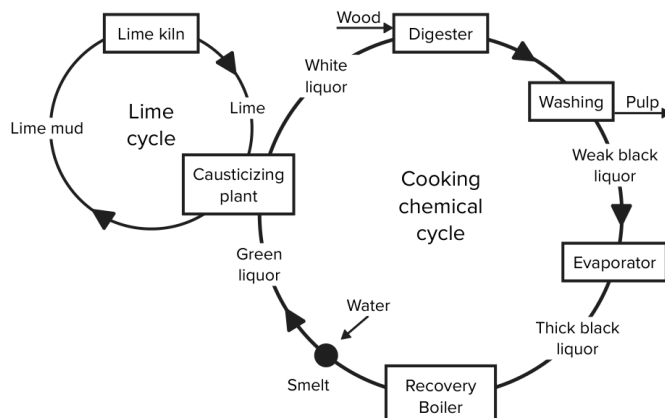 Wood
Lime kiln
Digester
White
liquor
Lime
Washing
Pulp
Lime mud
Lime
cycle
Weak black
liquor
Causticizing
plant
Cooking
chemical
cycle
Green
liquor
Evaporator
Water
Thick black
liquor
Smelt
Recovery
Boiler